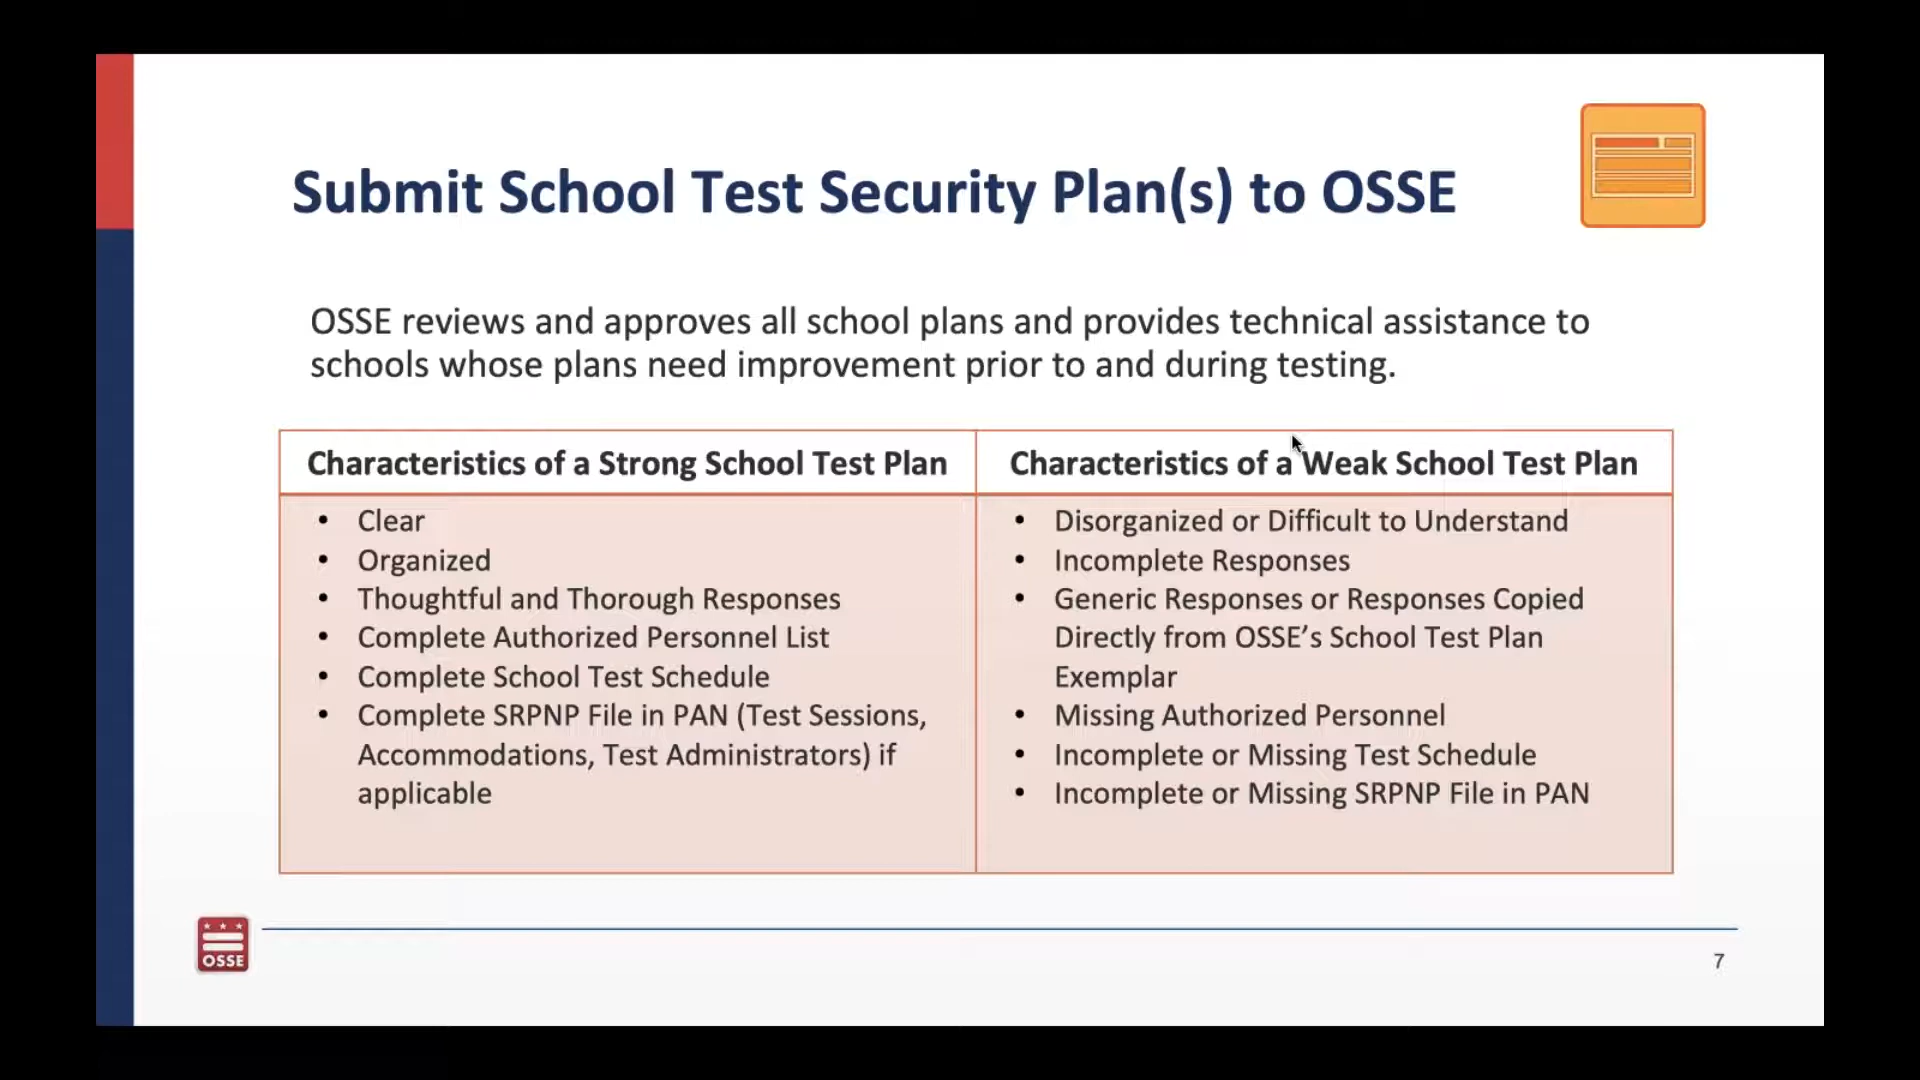 Submit School Test Security Plan(s) to OSSE
OSSE reviews and approves all school plans and provides technical assistance to
schools whose plans need improvement prior to and during testing.
Characteristics of a Strong School Test Plan
• Clear
• Organized
• Thoughtful and Thorough Responses
• Complete Authorized Personnel List
• Complete School Test Schedule
• Complete SRPNP File in PAN (Test Sessions,
Accommodations, Test Administrators) if
applicable
Characteristics of a Weak School Test Plan
• Disorganized or Difficult to Understand
• Incomplete Responses
• Generic Responses or Responses Copied
Directly from OSSE’s School Test Plan
Exemplar
• Missing Authorized Personnel
• Incomplete or Missing Test Schedule
• Incomplete or Missing SRPNP File in PAN
OSSE
7